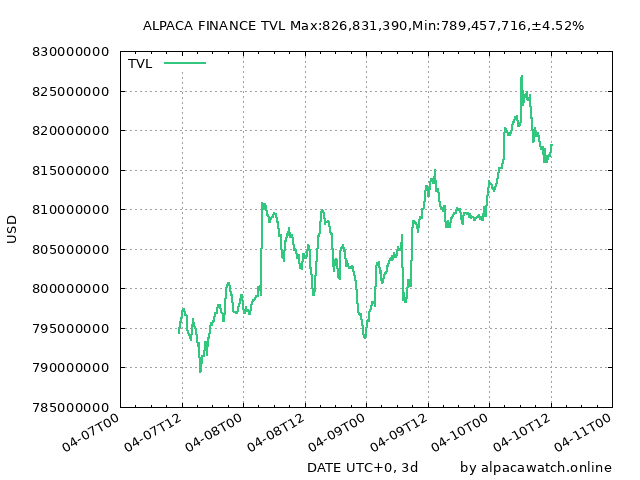 ALPACA FINANCE TVL Max:826,831,390,Min:789,457,716,±4.52%
830000000
825000000
820000000
815000000
810000000
805000000
800000000
795000000
790000000
785000000
TVL
USD
04-07T00
04-07T12
04-08T00
04-08T12
04-09T00
04-09T12
04-10T00
04-10T12
04-11T00
DATE UTC+0, 3d
by alpacawatch.online